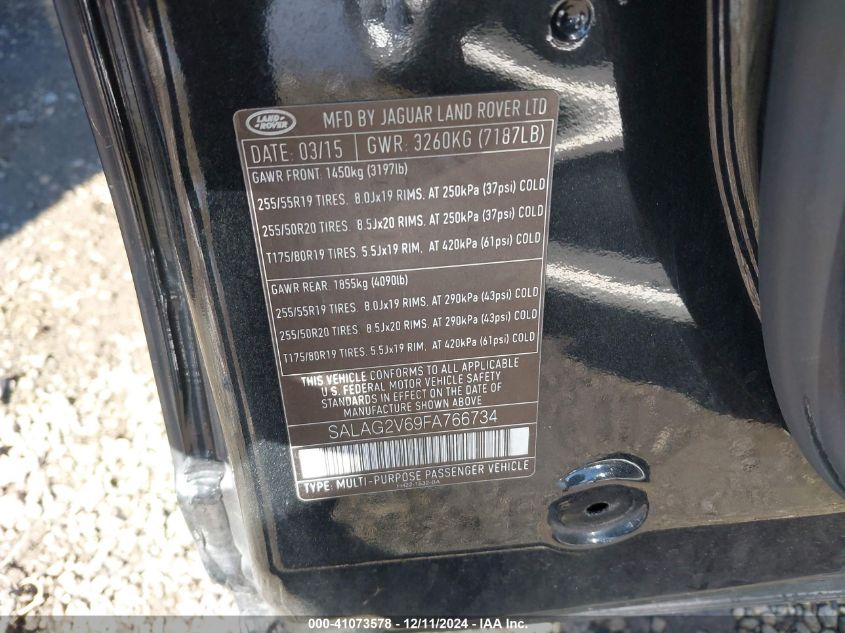 LAND-
ROVER
MFD BY JAGUAR LAND ROVER LTD
DATE: 03/15 GWR: 3260KG (7187LB)
GAWR FRONT. 1450kg (3197lb)
255/55R19 TIRES. 8.0Jx19 RIMS. AT 250kPa (37psi) COLD
255/50R20 TIRES. 8.5Jx20 RIMS. AT 250kPa (37psi) COLD
T175/80R19 TIRES. 5.5Jx19 RIM, AT 420kPa (61psi) COLD
GAWR REAR. 1855kg (4090lb)
255/55R19 TIRES. 8.0Jx19 RIMS. AT 290kPa (43psi) COLD
255/50R20 TIRES. 8.5Jx20 RIMS. AT 290kPa (43psi) COLD
T175/80R19 TIRES. 5.5Jx19 RIM, AT 420kPa (61psi) COLD
THIS VEHICLE CONFORMS TO ALL APPLICABLE
U.S. FEDERAL MOTOR VEHICLE SAFETY
STANDARDS IN EFFECT ON THE DATE OF
MANUFACTURE SHOWN ABOVE
SALAG2V69FA766734
TYPE: MULTI-PURPOSE PASSENGER VEHICLE
000-41073578 - 12/11/2024 - IAA Inc.